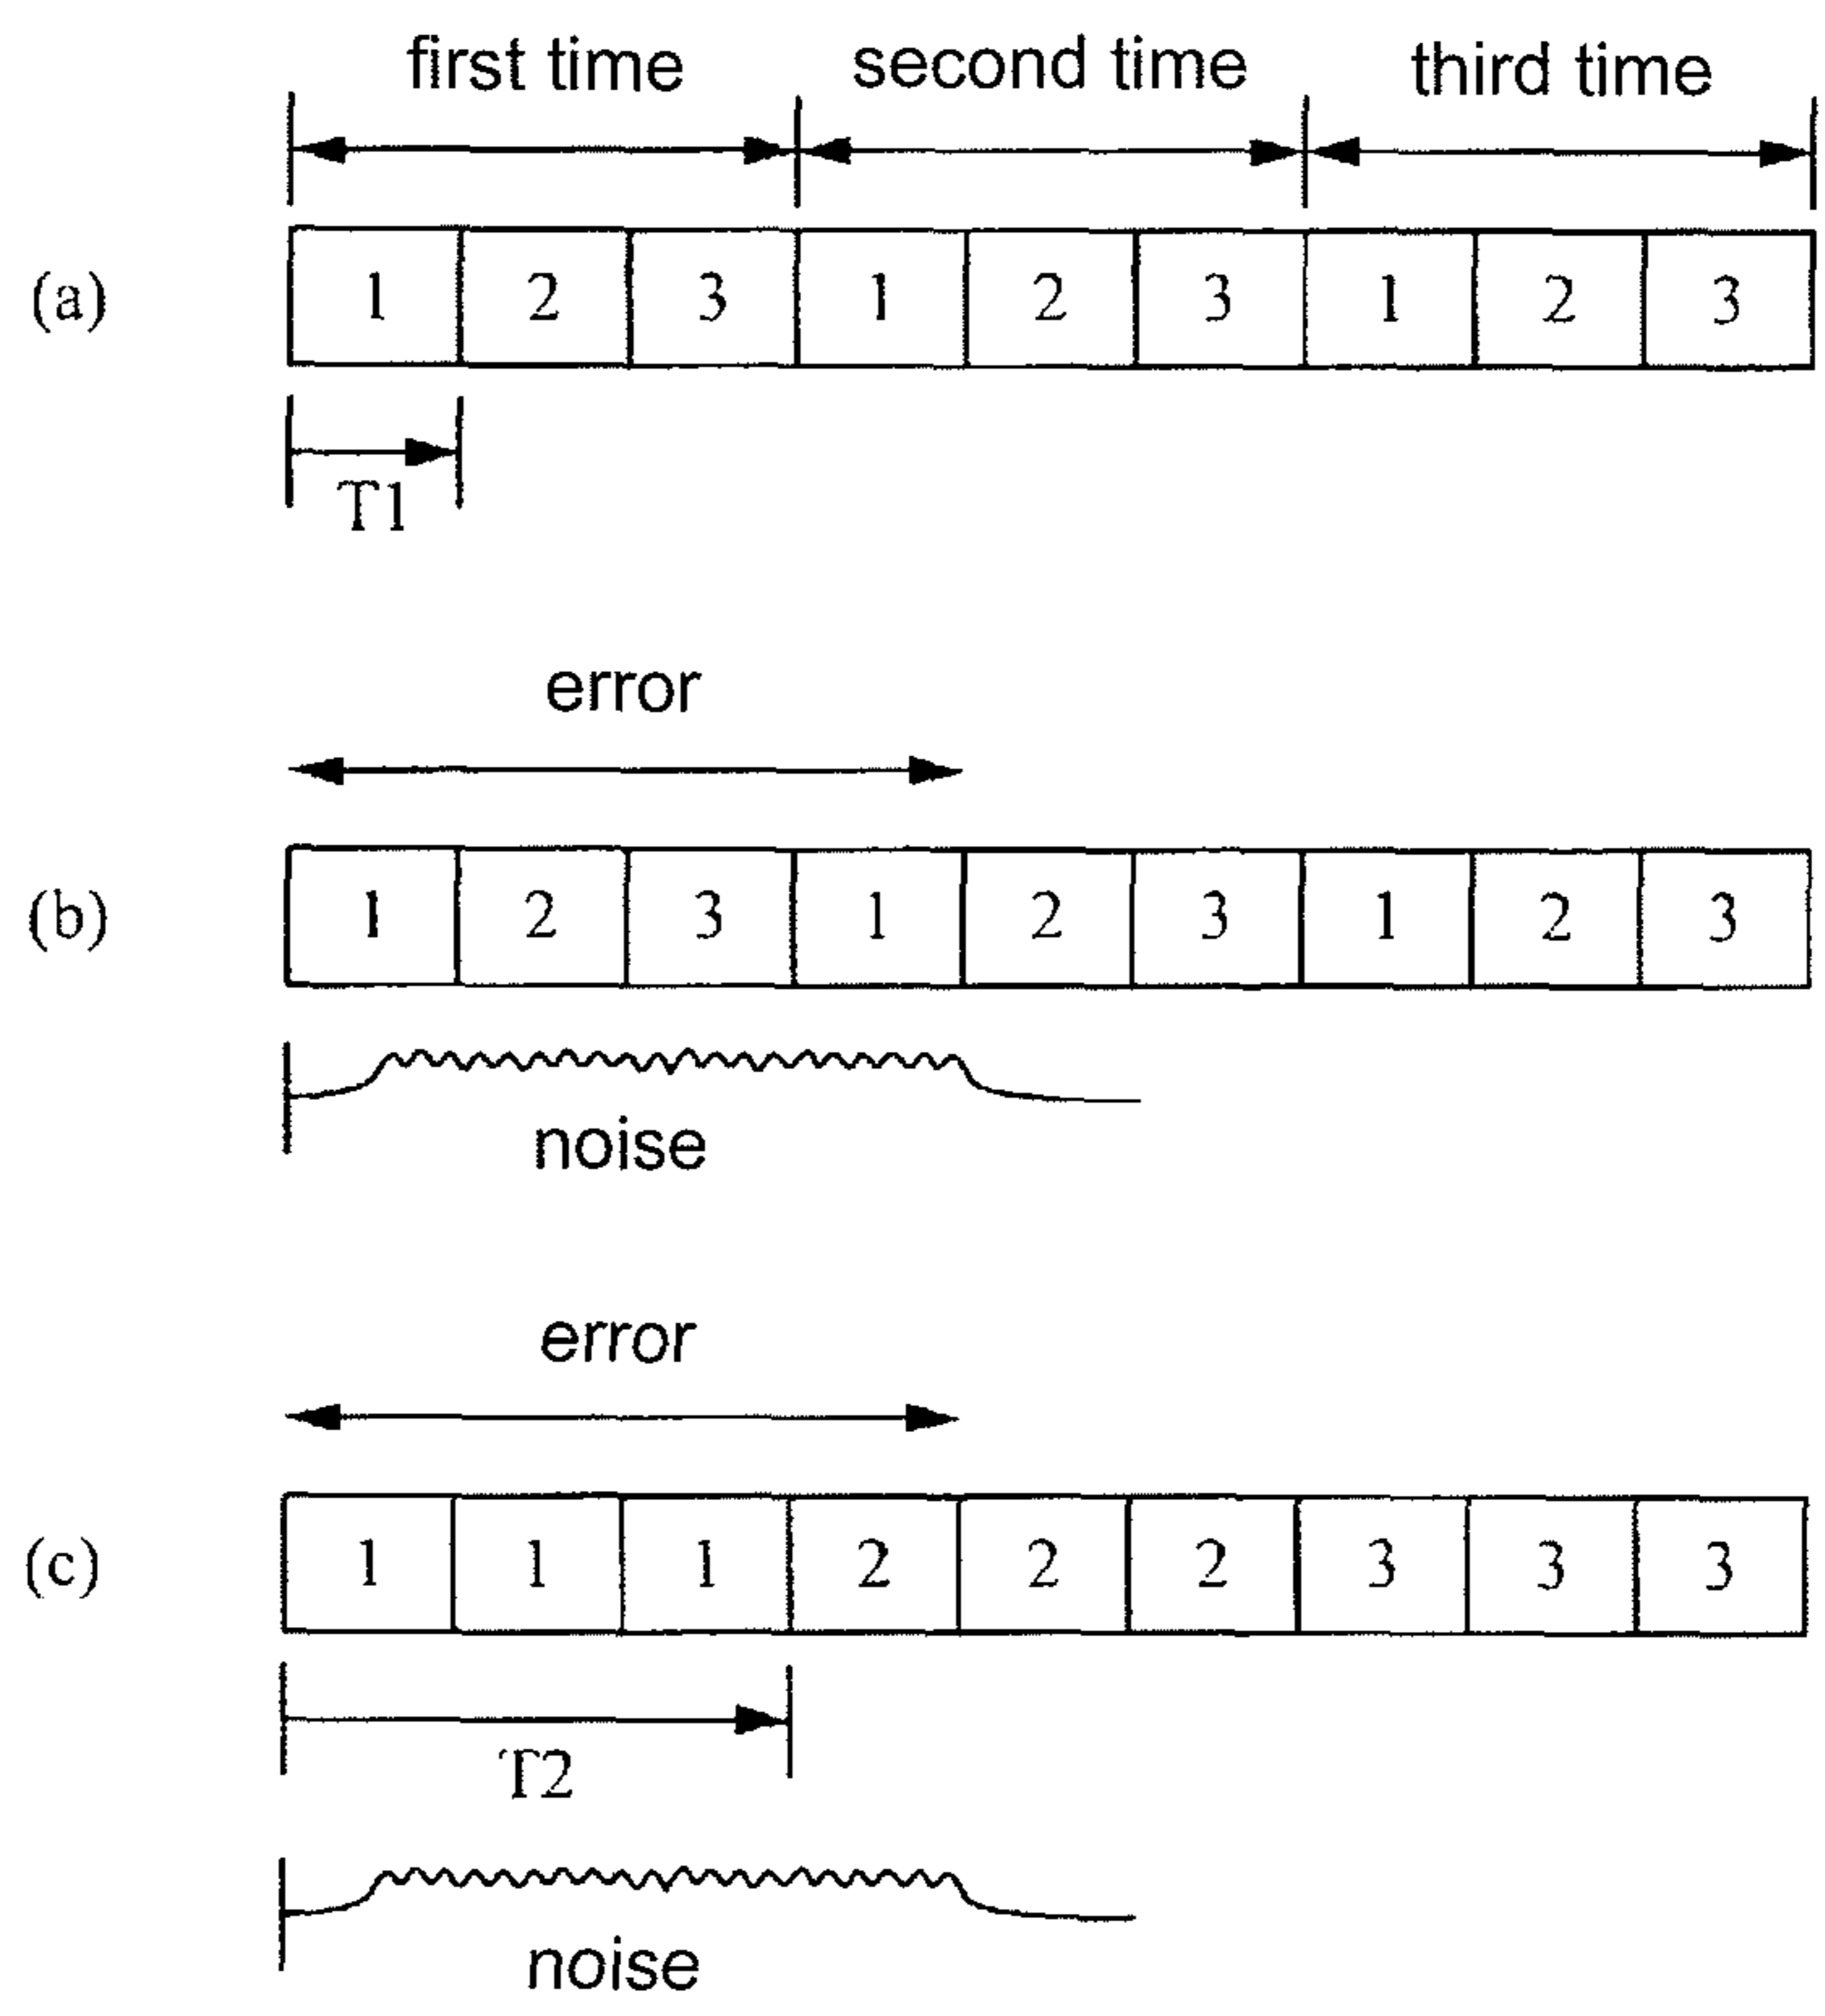 first time second time third time
(a) 1 2 3 1 2 3 1 2 3
T1
error
(b) 1 2 3 1 2 3 1 2 3
noise
error
(c) 1 1 1 2 2 2 3 3 3
T2
noise